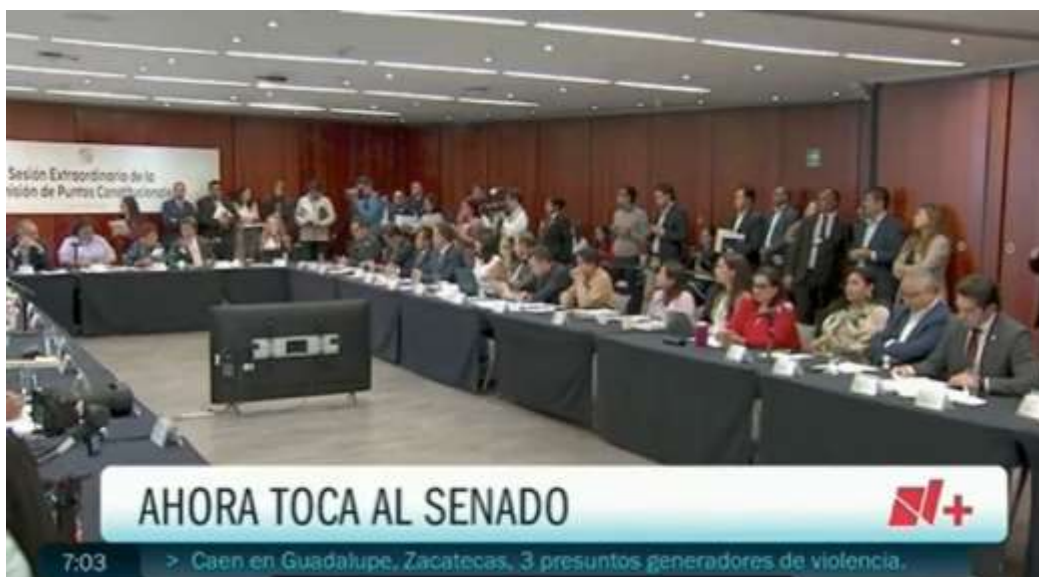 Sesión Extraordinaria de la
misión de Puntos Constitucionales
AHORA TOCA AL SENADO
N+
7:03
> Caen en Guadalupe, Zacatecas, 3 presuntos generadores de violencia.